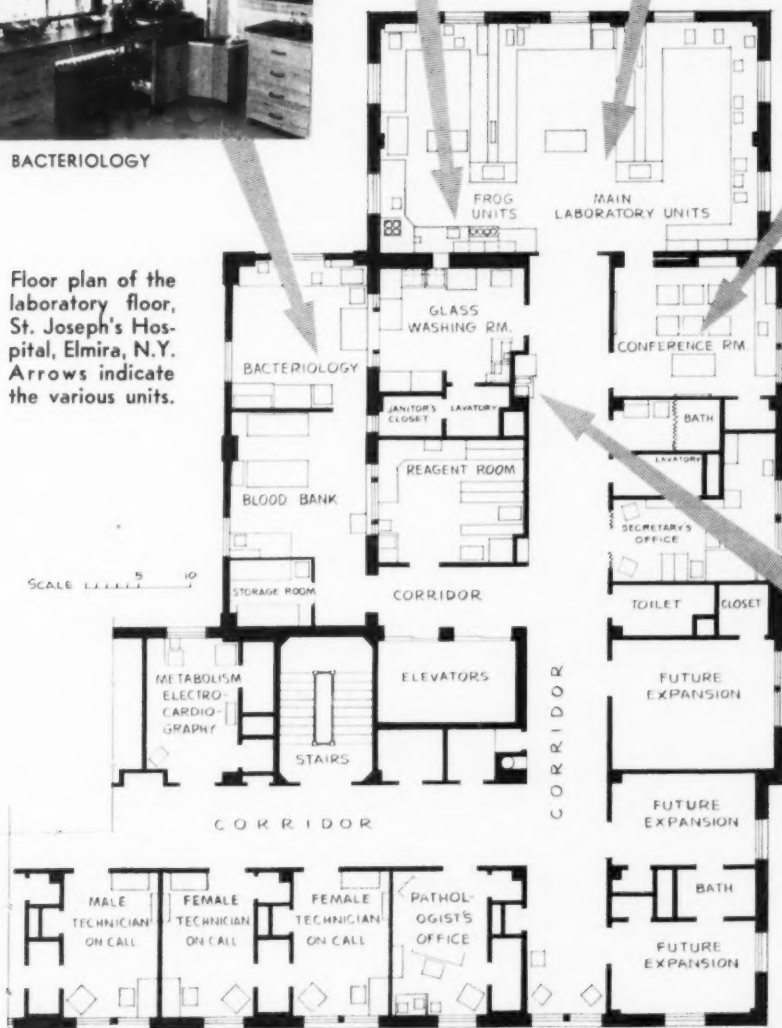 BACTERIOLOGY
Floor plan of the
laboratory floor,
St. Joseph's Hos-
pital, Elmira, N.Y.
Arrows indicate
the various units.
FROG
UNITS
MAIN
LABORATORY UNITS
GLASS
WASHING RM.
CONFERENCE RM.
BACTERIOLOGY
JANITOR'S
CLOSET
LAVATORY
BATH
REAGENT ROOM
LAVATORY
BLOOD BANK
SECRETARY'S
OFFICE
SCALE 5 10
STORAGE ROOM
CORRIDOR
TOILET
CLOSET
METABOLISM
ELECTRO-
CARDIO-
GRAPHY
ELEVATORS
FUTURE
EXPANSION
STAIRS
CORRIDOR
CORRIDOR
FUTURE
EXPANSION
MALE
TECHNICIAN
ON CALL
FEMALE
TECHNICIAN
ON CALL
FEMALE
TECHNICIAN
ON CALL
PATHOL-
OGIST'S
OFFICE
BATH
FUTURE
EXPANSION